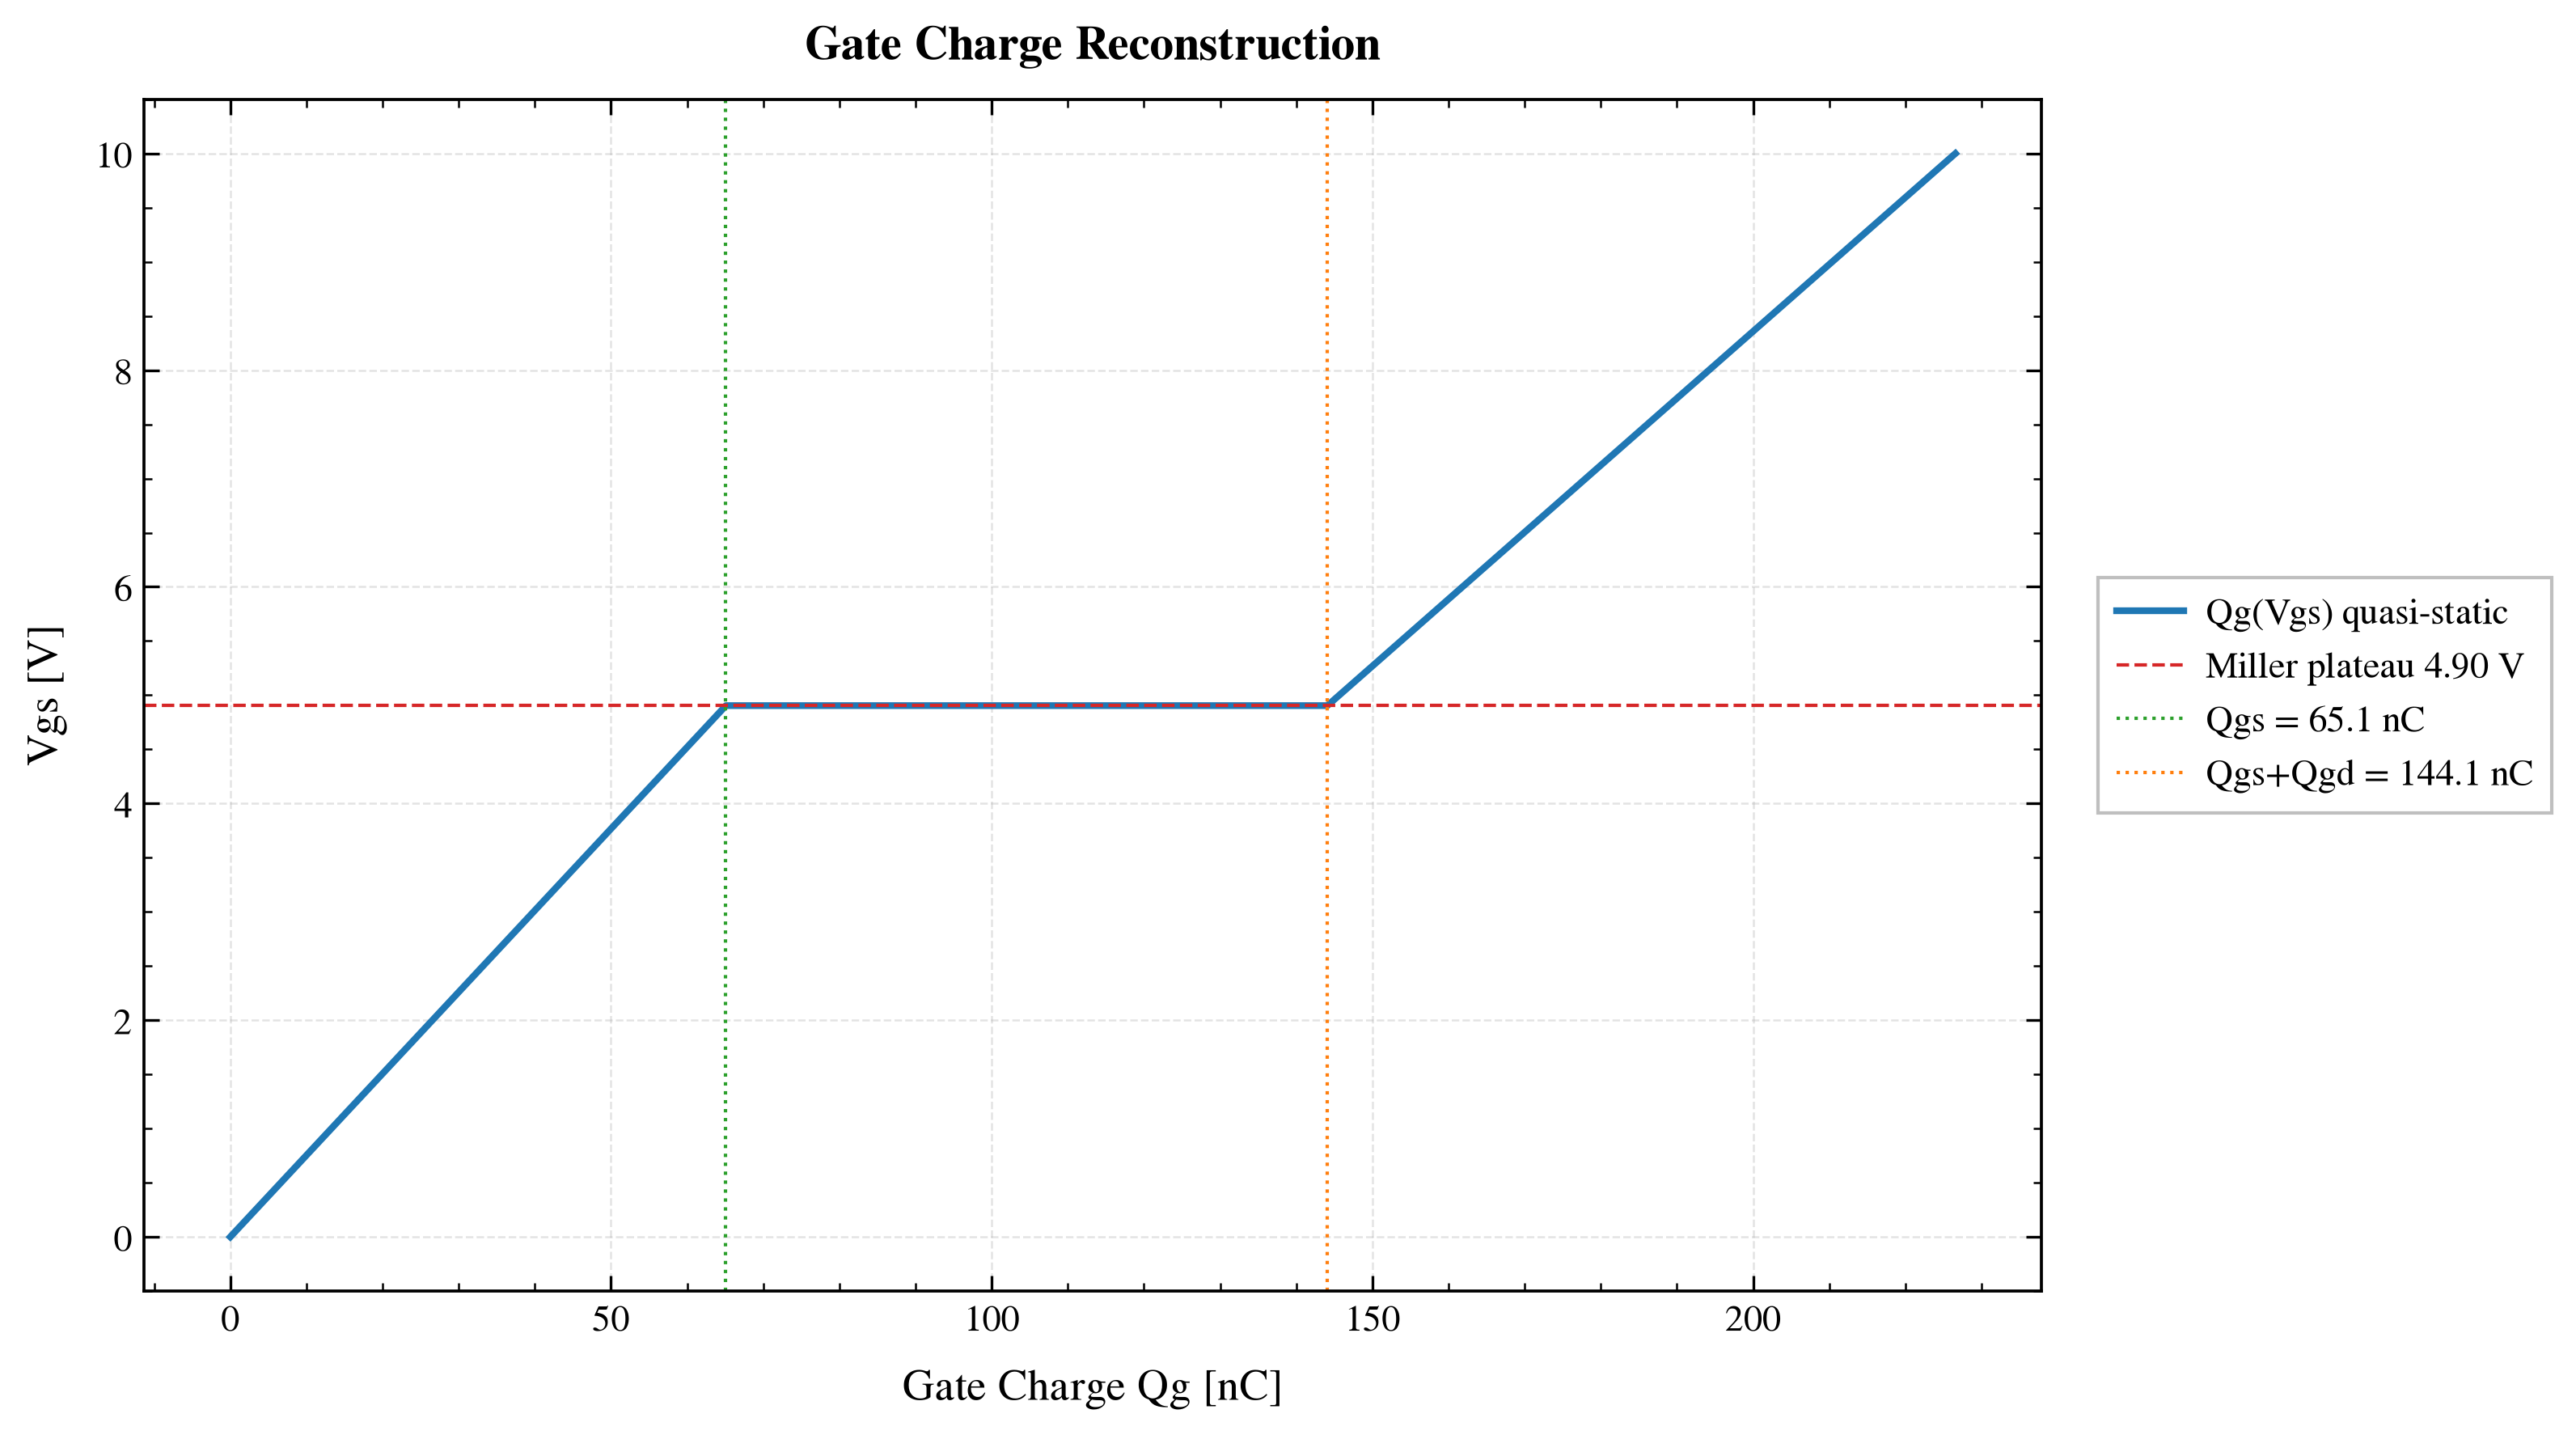 Gate Charge Reconstruction
10
8
6
4
2
0
Vgs [V]
0 50 100 150 200
Gate Charge Qg [nC]
Qg(Vgs) quasi-static
Miller plateau 4.90 V
Qgs = 65.1 nC
Qgs+Qgd = 144.1 nC